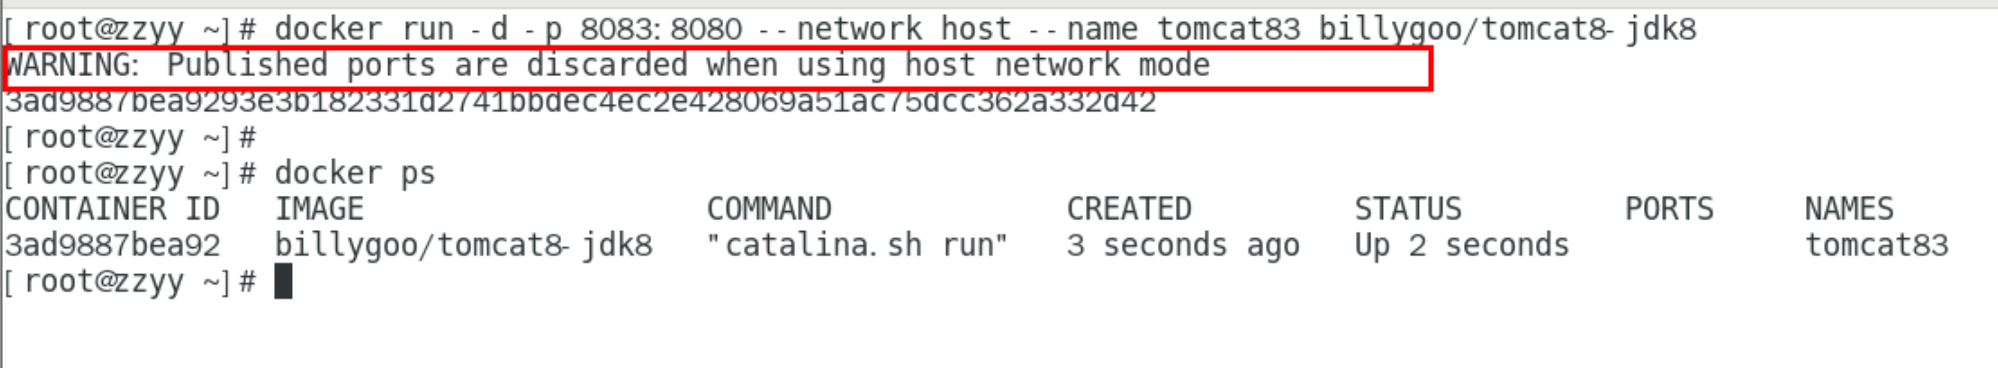 [root@zzyy ~]# docker run -d -p 8083:8080 --network host --name tomcat83 billygoo/tomcat8-jdk8
WARNING: Published ports are discarded when using host network mode
3ad9887bea9293e3b182331d2741bbdec4ec2e428069a51ac75dcc362a332d42
[root@zzyy ~]#
[root@zzyy ~]# docker ps
CONTAINER ID   IMAGE                   COMMAND             CREATED         STATUS         PORTS     NAMES
3ad9887bea92   billygoo/tomcat8-jdk8   "catalina.sh run"   3 seconds ago   Up 2 seconds             tomcat83
[root@zzyy ~]#